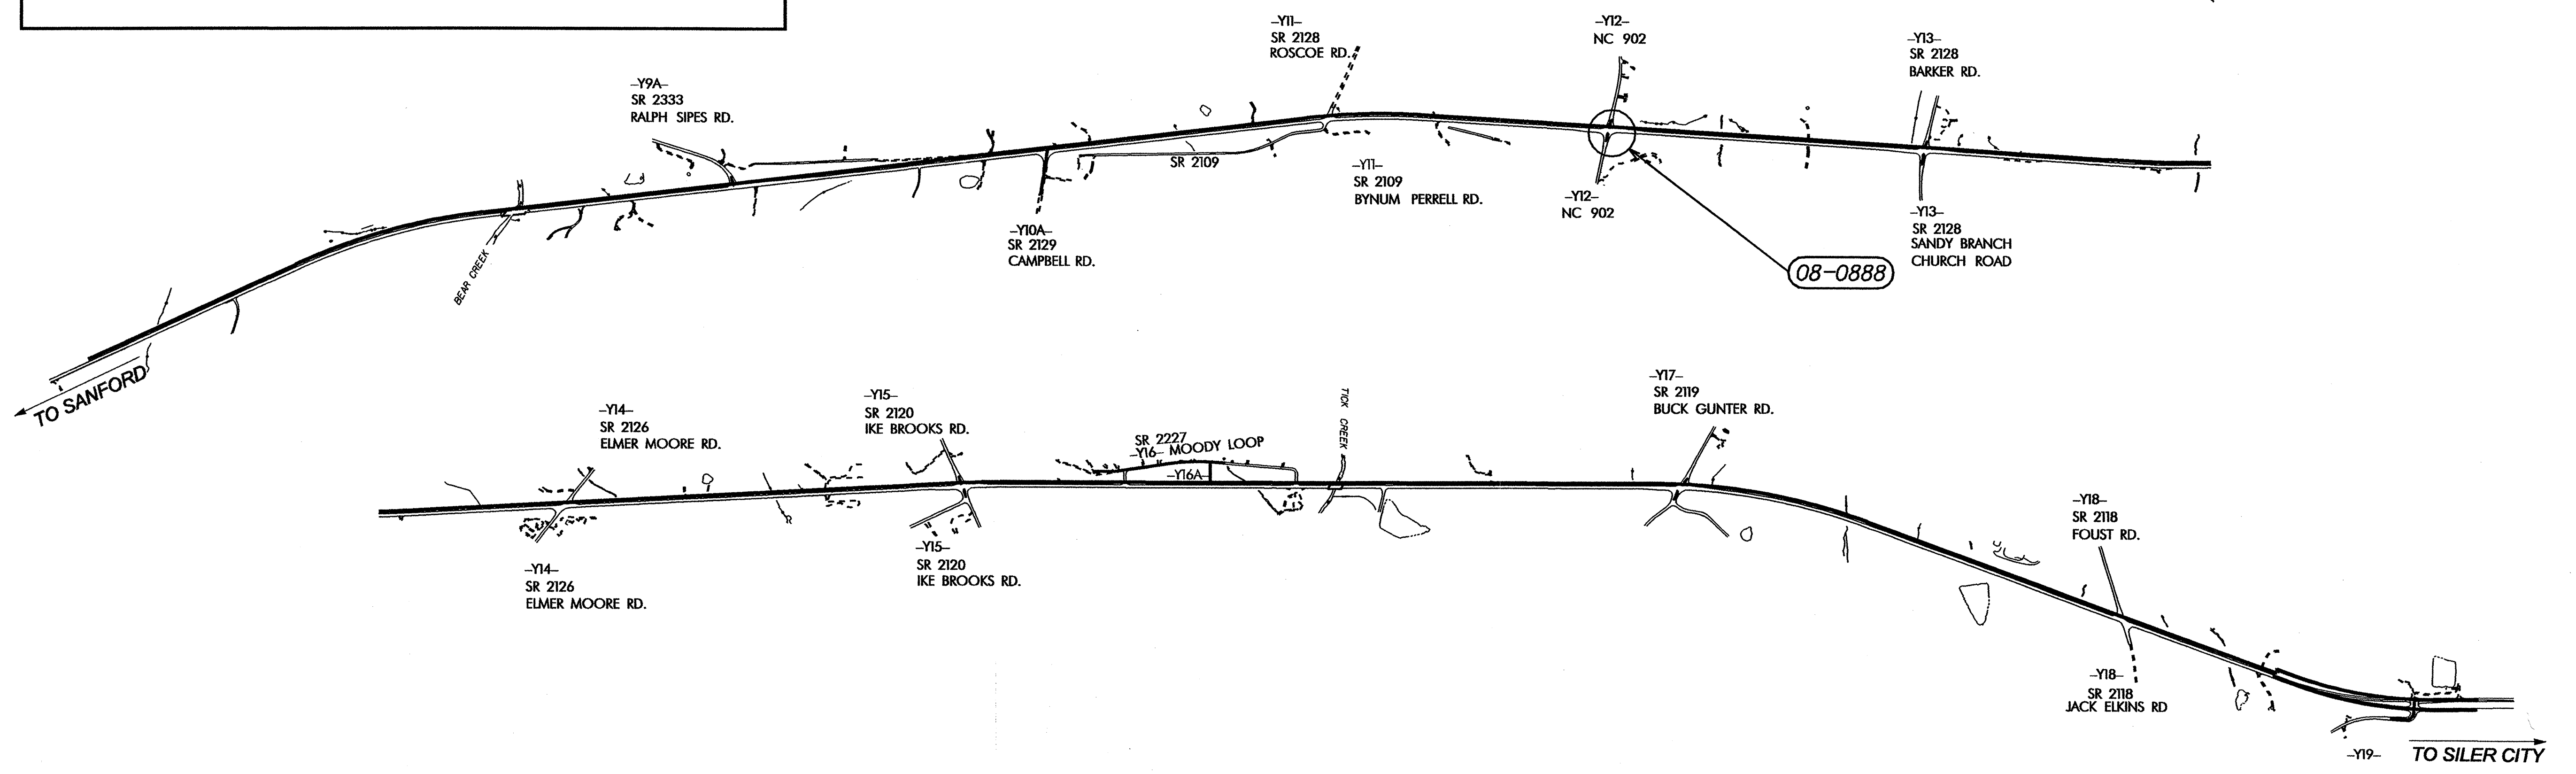 -Y9A-
SR 2333
RALPH SIPES RD.
-Y11-
SR 2128
ROSCOE RD.
-Y12-
NC 902
-Y13-
SR 2128
BARKER RD.
BEAR CREEK
-Y10A-
SR 2129
CAMPBELL RD.
SR 2109
-Y11-
SR 2109
BYNUM PERRELL RD.
-Y12-
NC 902
-Y13-
SR 2128
SANDY BRANCH
CHURCH ROAD
08-0888
TO SANFORD
-Y14-
SR 2126
ELMER MOORE RD.
-Y15-
SR 2120
IKE BROOKS RD.
SR 2227
-Y16- MOODY LOOP
-Y16A-
TICK CREEK
-Y17-
SR 2119
BUCK GUNTER RD.
-Y18-
SR 2118
FOUST RD.
-Y14-
SR 2126
ELMER MOORE RD.
-Y15-
SR 2120
IKE BROOKS RD.
-Y18-
SR 2118
JACK ELKINS RD
-Y19-
TO SILER CITY